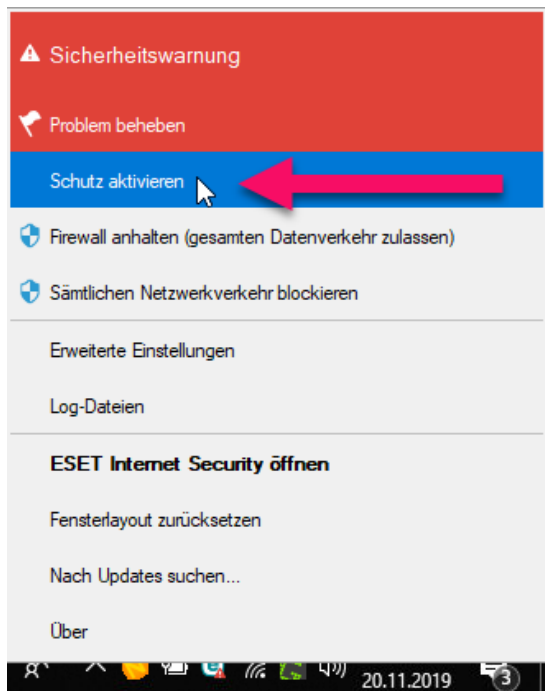 Sicherheitswarnung
Problem beheben
Schutz aktivieren
Firewall anhalten (gesamten Datenverkehr zulassen)
Sämtlichen Netzwerkverkehr blockieren
Erweiterte Einstellungen
Log-Dateien
ESET Internet Security öffnen
Fensterlayout zurücksetzen
Nach Updates suchen...
Über
20.11.2019
3